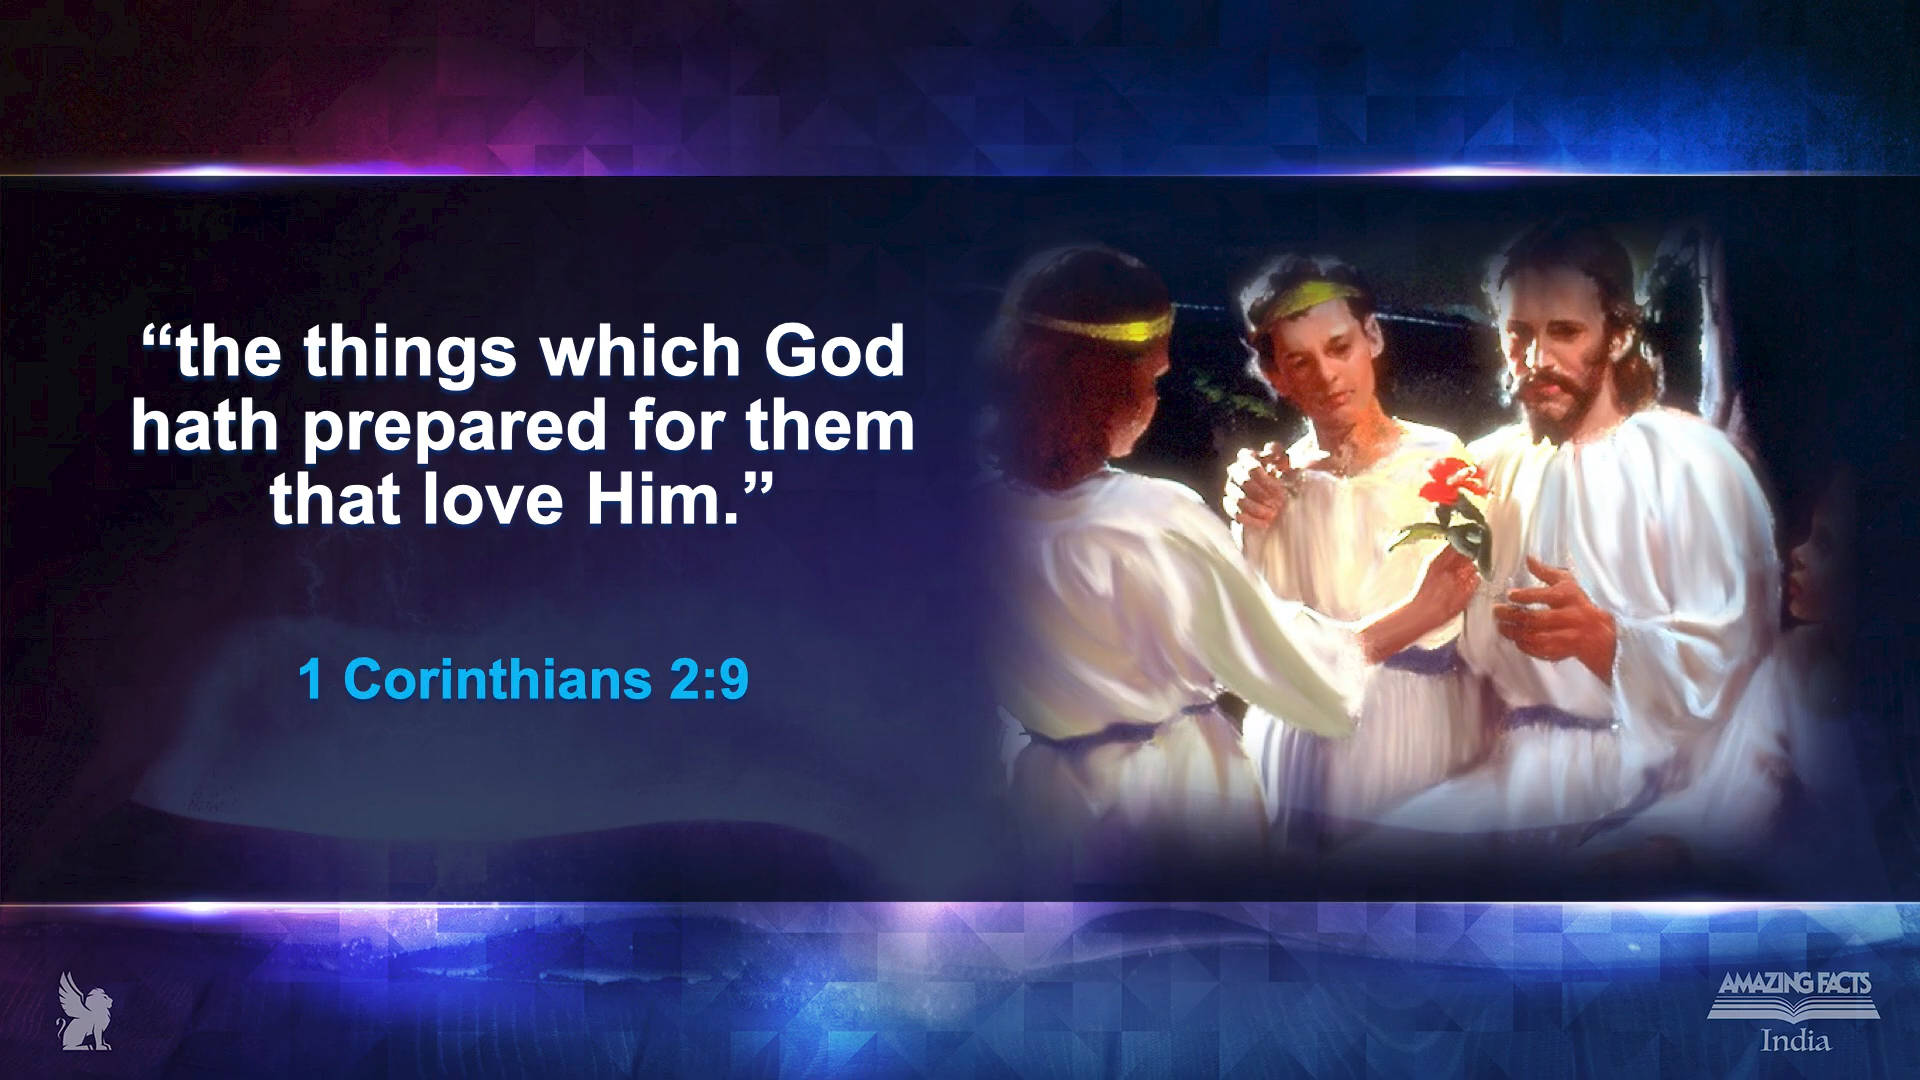 “the things which God
hath prepared for them
that love Him.”
1 Corinthians 2:9
AMAZING FACTS
India